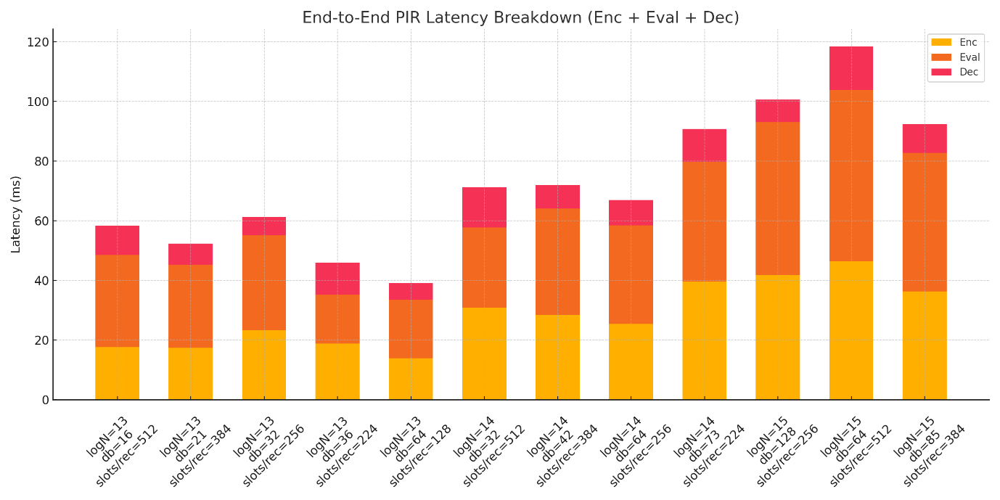 End-to-End PIR Latency Breakdown (Enc + Eval + Dec)
Enc
Eval
Dec
Latency (ms)
120
100
80
60
40
20
0
logN=13
db=16
slots/rec=512
logN=13
db=21
slots/rec=384
logN=13
db=32
slots/rec=256
logN=13
db=36
slots/rec=224
logN=13
db=64
slots/rec=128
logN=14
db=32
slots/rec=512
logN=14
db=42
slots/rec=384
logN=14
db=64
slots/rec=256
logN=14
db=73
slots/rec=224
logN=15
db=128
slots/rec=256
logN=15
db=64
slots/rec=512
logN=15
db=85
slots/rec=384